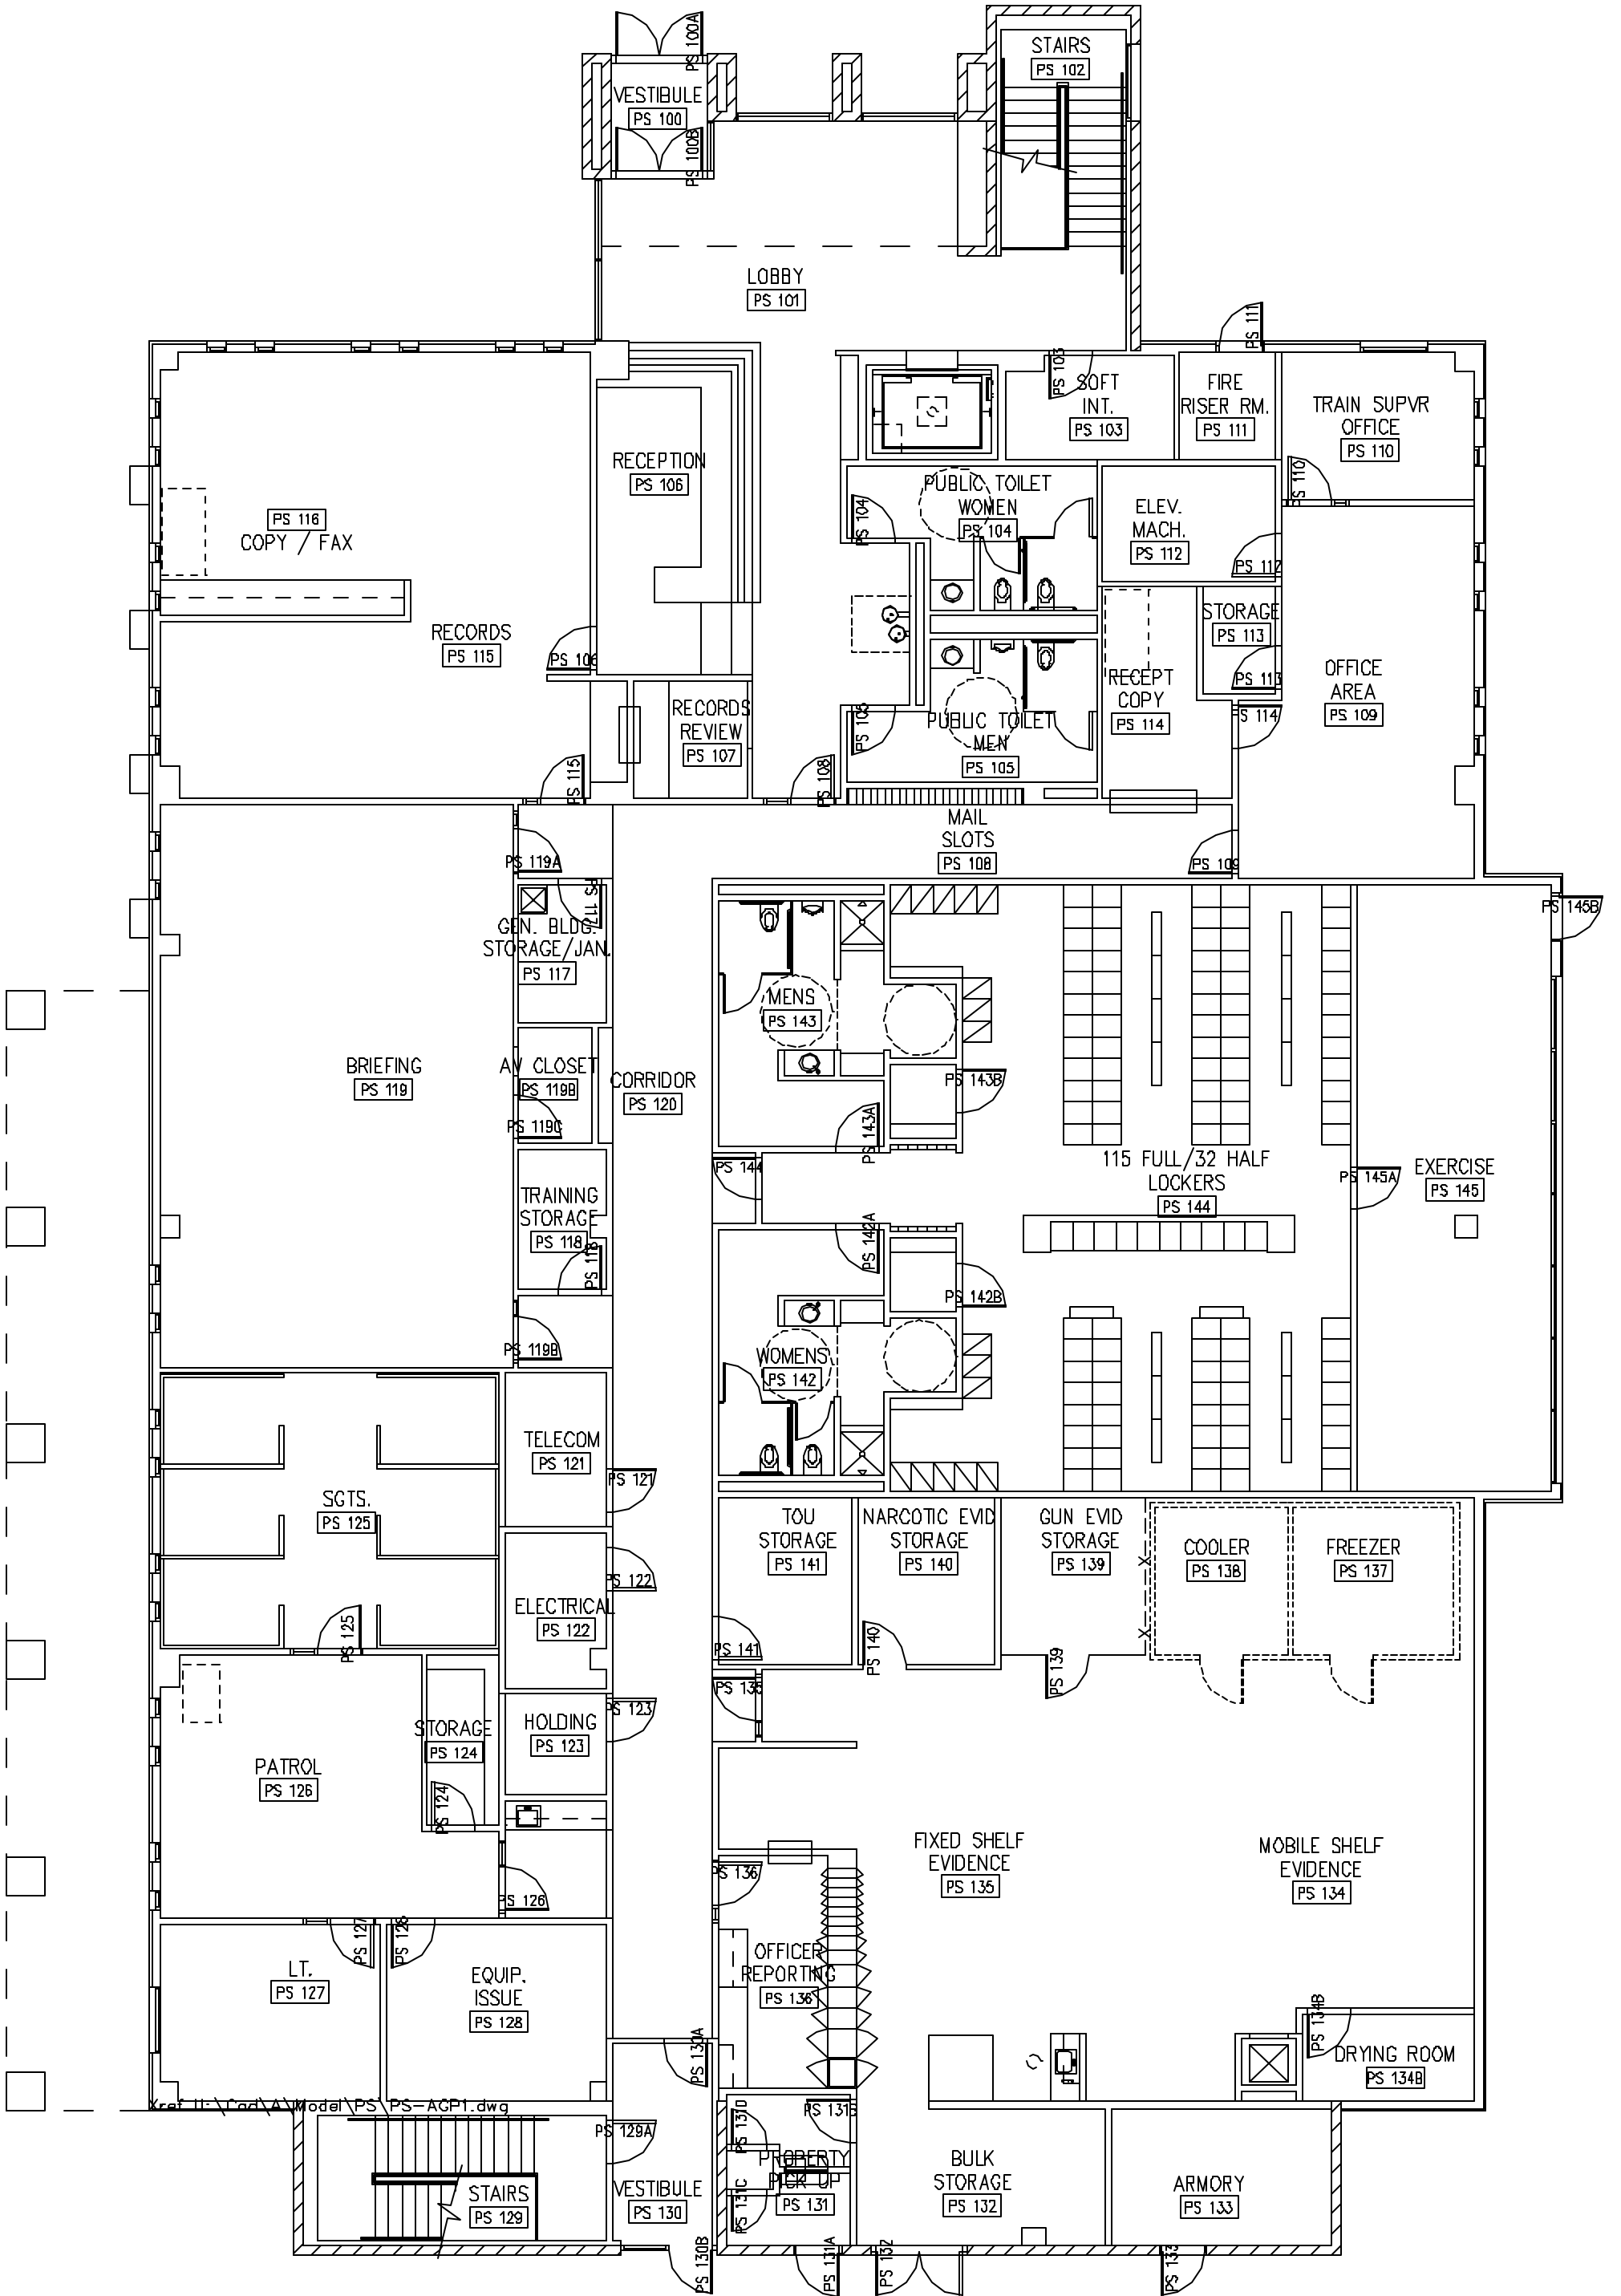 PS 100A
STAIRS
PS 102
VESTIBULE
PS 100
PS 100B
LOBBY
PS 101
PS 111
PS 103
SOFT
INT.
PS 103
FIRE
RISER RM.
PS 111
TRAIN SUPVR
OFFICE
PS 110
PS 110
RECEPTION
PS 106
PUBLIC TOILET
WOMEN
PS 104
PS 104
ELEV.
MACH.
PS 112
PS 112
PS 116
COPY / FAX
RECORDS
PS 115
PS 106
STORAGE
PS 113
PS 113
RECEPT
COPY
PS 114
PS 114
OFFICE
AREA
PS 109
RECORDS
REVIEW
PS 107
PS 105
PUBLIC TOILET
MEN
PS 105
PS 115
PS 108
MAIL
SLOTS
PS 108
PS 109
PS 119A
PS 117
GEN. BLDG.
STORAGE/JAN.
PS 117
PS 145B
MENS
PS 143
BRIEFING
PS 119
AV CLOSET
PS 119B
PS 119C
CORRIDOR
PS 120
PS 143B
PS 143A
PS 144
115 FULL/32 HALF
LOCKERS
PS 144
PS 145A
EXERCISE
PS 145
TRAINING
STORAGE
PS 118
PS 118
PS 142A
PS 142B
PS 119B
WOMENS
PS 142
TELECOM
PS 121
PS 121
SGTS.
PS 125
TOU
STORAGE
PS 141
NARCOTIC EVID
STORAGE
PS 140
GUN EVID
STORAGE
PS 139
COOLER
PS 138
FREEZER
PS 137
PS 122
ELECTRICAL
PS 122
PS 125
PS 141
PS 140
PS 139
PS 135
PS 123
HOLDING
PS 123
STORAGE
PS 124
PS 124
PATROL
PS 126
PS 126
FIXED SHELF
EVIDENCE
PS 135
MOBILE SHELF
EVIDENCE
PS 134
PS 136
PS 127
PS 128
OFFICER
REPORTING
PS 136
LT.
PS 127
EQUIP.
ISSUE
PS 128
PS 130A
PS 134B
DRYING ROOM
PS 134B
Xref II:\Cad\A\Model\PS\PS-AGP1.dwg
PS 129A
PS 131D
PS 131B
PROPERTY
PICK UP
PS 131
PS 131C
STAIRS
PS 129
VESTIBULE
PS 130
BULK
STORAGE
PS 132
ARMORY
PS 133
PS 130B
PS 131A
PS 132
PS 133